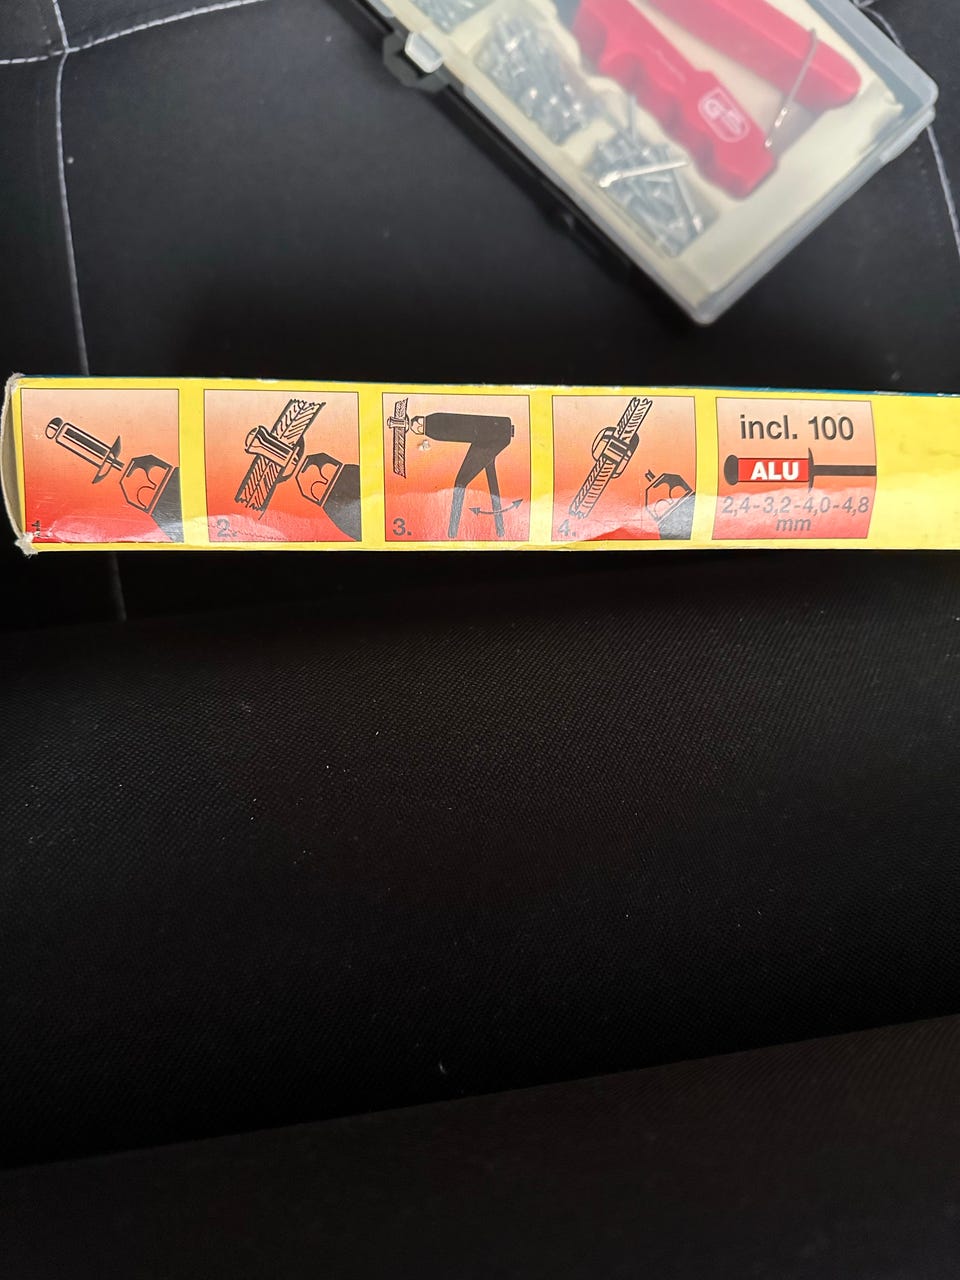 1.
2.
3.
4.
incl. 100
ALU
2,4-3,2-4,0-4,8
mm